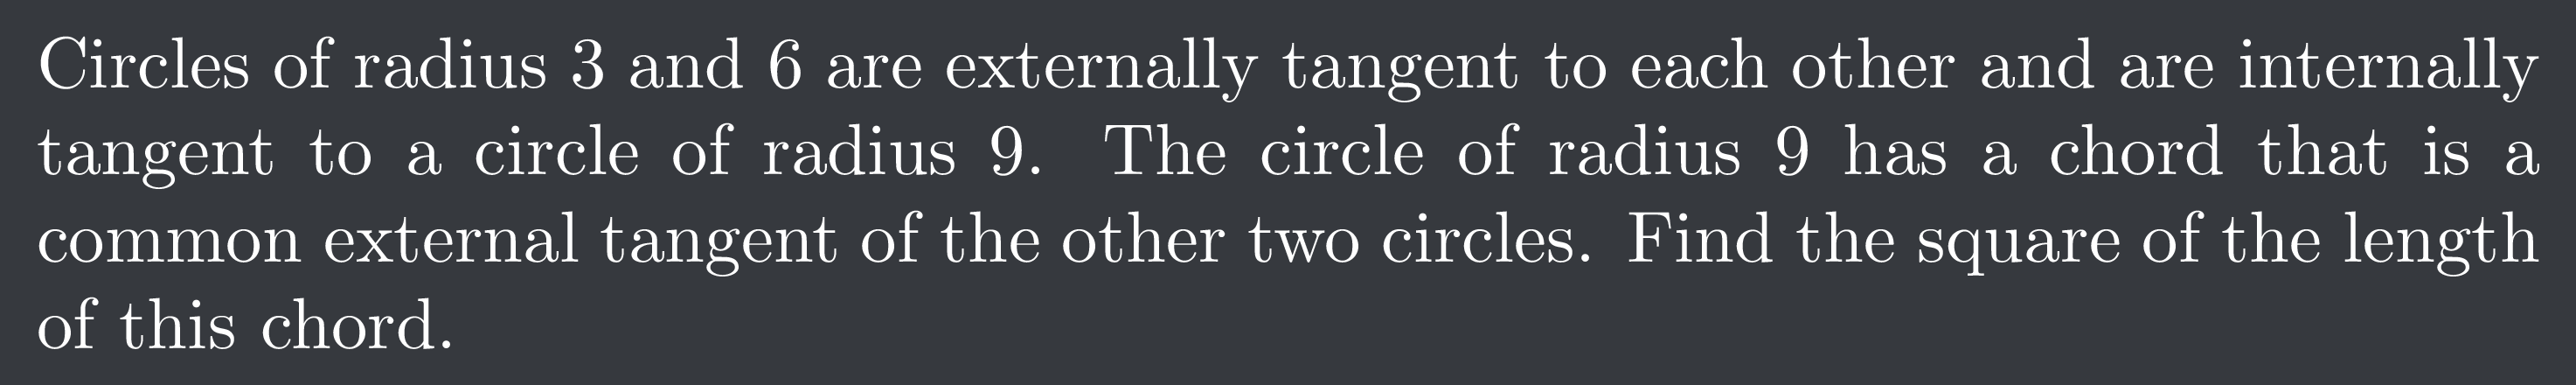 Circles of radius 3 and 6 are externally tangent to each other and are internally
tangent to a circle of radius 9. The circle of radius 9 has a chord that is a
common external tangent of the other two circles. Find the square of the length
of this chord.